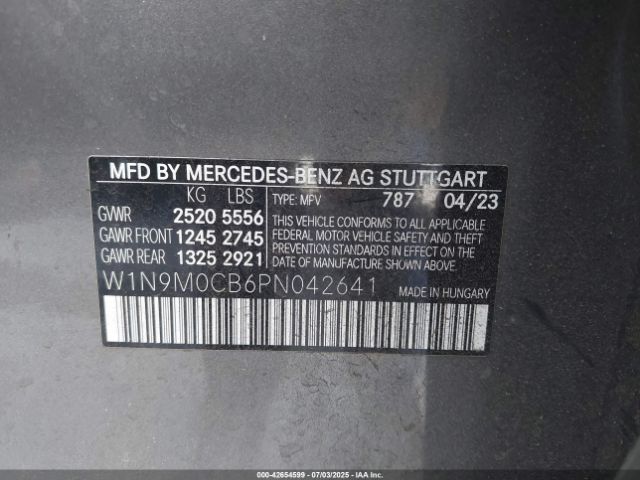 MFD BY MERCEDES-BENZ AG STUTTGART
KG LBS TYPE: MPV 787 04/23
GVWR 2520 5556 THIS VEHICLE CONFORMS TO ALL APPLICABLE
GAWR FRONT 1245 2745 FEDERAL MOTOR VEHICLE SAFETY AND THEFT
GAWR REAR 1325 2921 PREVENTION STANDARDS IN EFFECT ON THE
DATE OF MANUFACTURE SHOWN ABOVE.
W1N9M0CB6PN042641 MADE IN HUNGARY
000-42654599 07/03/2025 IAAI.COM